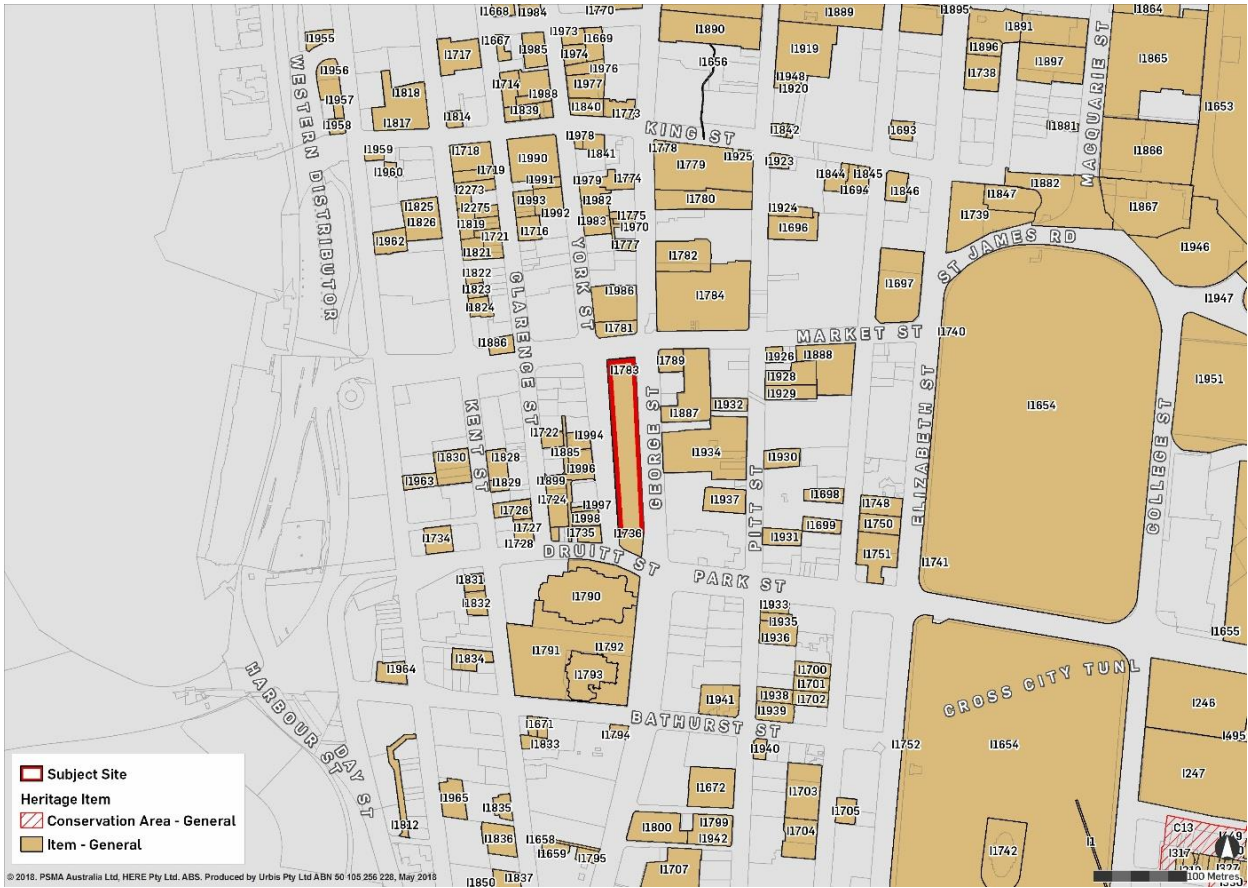 I1668
I1984
I1770
I1889
I1895
I1864
I1955
I1667
I1973
I1669
I1890
I1891
I1717
I1985
I1974
I1919
I1896
I1897
I1865
I1956
I1976
I1656
I1948
I1738
I1818
I1714
I1988
I1977
I1920
I1957
I1840
I1653
I1958
I1817
I1814
I1839
I1773
I1842
I1693
I1881
KING ST
MACQUARIE ST
WESTERN DISTRIBUTOR
I1959
I1718
I1990
I1978
I1841
I1778
I1779
I1925
I1923
I1866
I1960
I1719
I1991
I1979
I1774
I1844
I1845
I1694
I1846
I1847
I1882
I2273
I1993
I1982
I1780
I1825
I2275
I1992
I1775
I1924
I1739
I1867
I1826
I1819
I1716
I1983
I1970
I1696
I1962
I1721
I1777
ST JAMES RD
I1821
YORK ST
I1782
I1946
I1822
CLARENCE ST
I1697
I1823
I1986
I1784
I1947
I1824
I1781
MARKET ST
I1740
I1886
I1783
I1789
I1926
I1888
I1928
I1951
I1929
KENT ST
GEORGE ST
I1932
ELIZABETH ST
I1654
COLLEGE ST
I1887
I1722
I1994
I1885
I1934
I1830
I1828
I1996
I1930
I1963
I1829
I1899
PITT ST
I1724
I1937
I1698
I1748
I1726
I1997
I1998
I1699
I1750
I1734
I1727
I1735
I1736
I1931
I1728
I1751
DRUITT ST
PARK ST
I1741
I1831
I1790
I1832
I1933
I1935
I1936
I1655
I1791
I1792
I1964
I1834
I1793
I1700
I1701
CROSS CITY TUNL
I1941
I1938
I1702
I246
HARBOUR ST
I1939
BATHURST ST
I1671
I1794
I495
I1833
I1940
I1752
I1654
DAY ST
I247
I1672
I1703
I1965
I1835
I1705
I1812
I1800
I1799
I1704
C13
I1836
I1658
I1942
I1
I317
I1659
I1795
I1742
I1707
I1850
I1837
Subject Site
Heritage Item
Conservation Area - General
Item - General
100 Metres
© 2018. PSMA Australia Ltd, HERE Pty Ltd. ABS. Produced by Urbis Pty Ltd ABN 50 105 256 228, May 2018